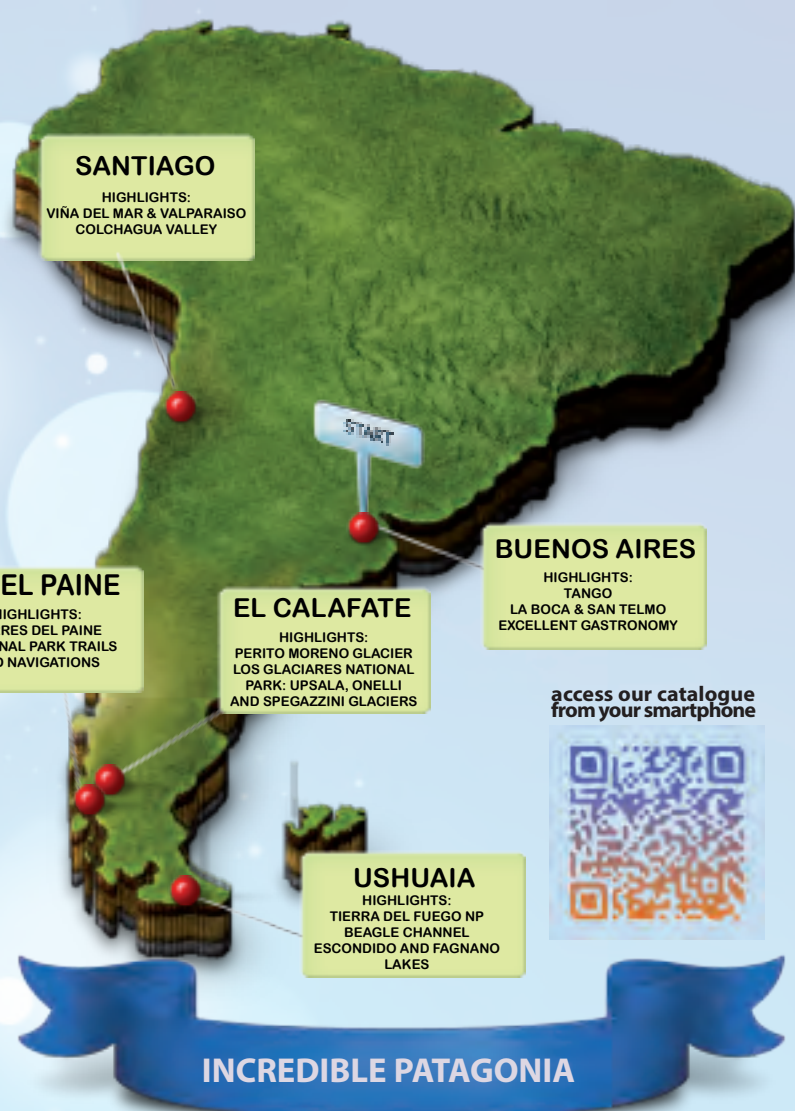 SANTIAGO
HIGHLIGHTS:
VIÑA DEL MAR & VALPARAISO
COLCHAGUA VALLEY
START
BUENOS AIRES
HIGHLIGHTS:
TANGO
LA BOCA & SAN TELMO
EXCELLENT GASTRONOMY
EL PAINE
HIGHLIGHTS:
RES DEL PAINE
NAL PARK TRAILS
NAVIGATIONS
EL CALAFATE
HIGHLIGHTS:
PERITO MORENO GLACIER
LOS GLACIARES NATIONAL
PARK: UPSALA, ONELLI
AND SPEGAZZINI GLACIERS
access our catalogue
from your smartphone
USHUAIA
HIGHLIGHTS:
TIERRA DEL FUEGO NP
BEAGLE CHANNEL
ESCONDIDO AND FAGNANO
LAKES
INCREDIBLE PATAGONIA